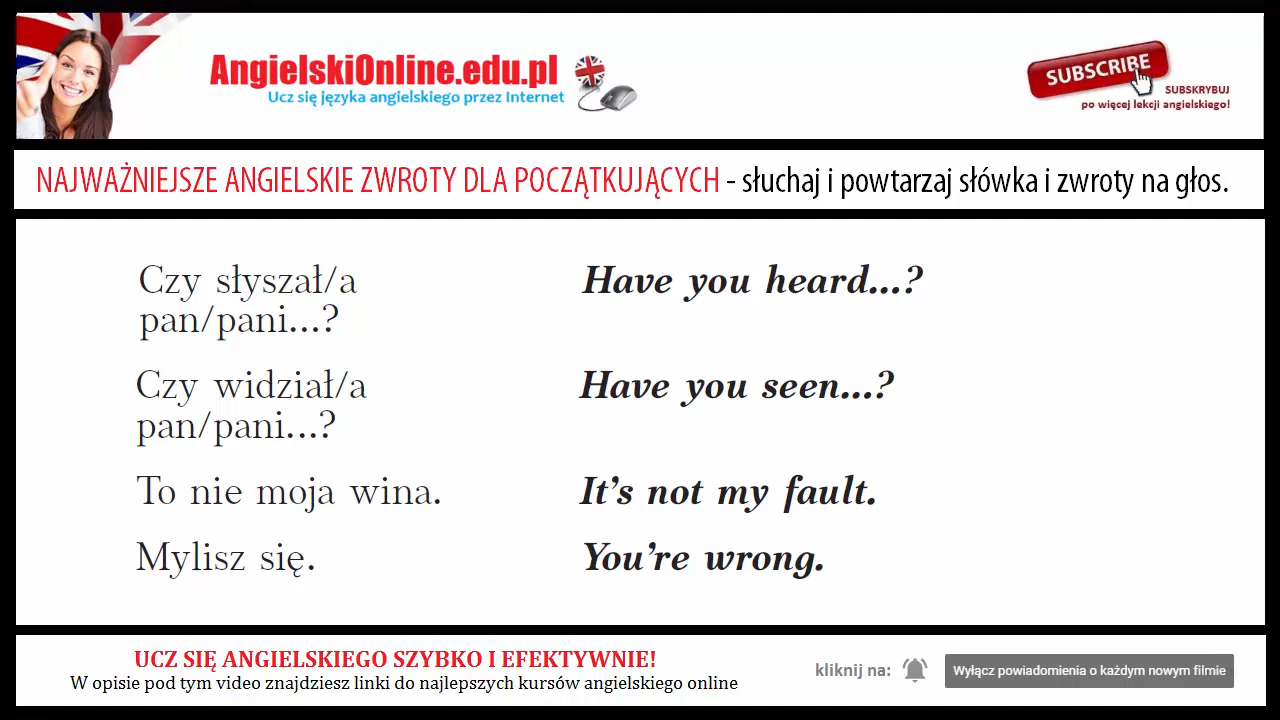 AngielskiOnline.edu.pl
Ucz się języka angielskiego przez Internet
SUBSCRIBE
SUBSKRYBUJ
po więcej lekcji angielskiego!
NAJWAŻNIEJSZE ANGIELSKIE ZWROTY DLA POCZĄTKUJĄCYCH - słuchaj i powtarzaj słówka i zwroty na głos.
Czy słyszał/a
pan/pani...?
Have you heard...?
Czy widział/a
pan/pani...?
Have you seen...?
To nie moja wina.
It's not my fault.
Mylisz się.
You're wrong.
UCZ SIĘ ANGIELSKIEGO SZYBKO I EFEKTYWNIE!
W opisie pod tym video znajdziesz linki do najlepszych kursów angielskiego online
kliknij na:
Wyłącz powiadomienia o każdym nowym filmie